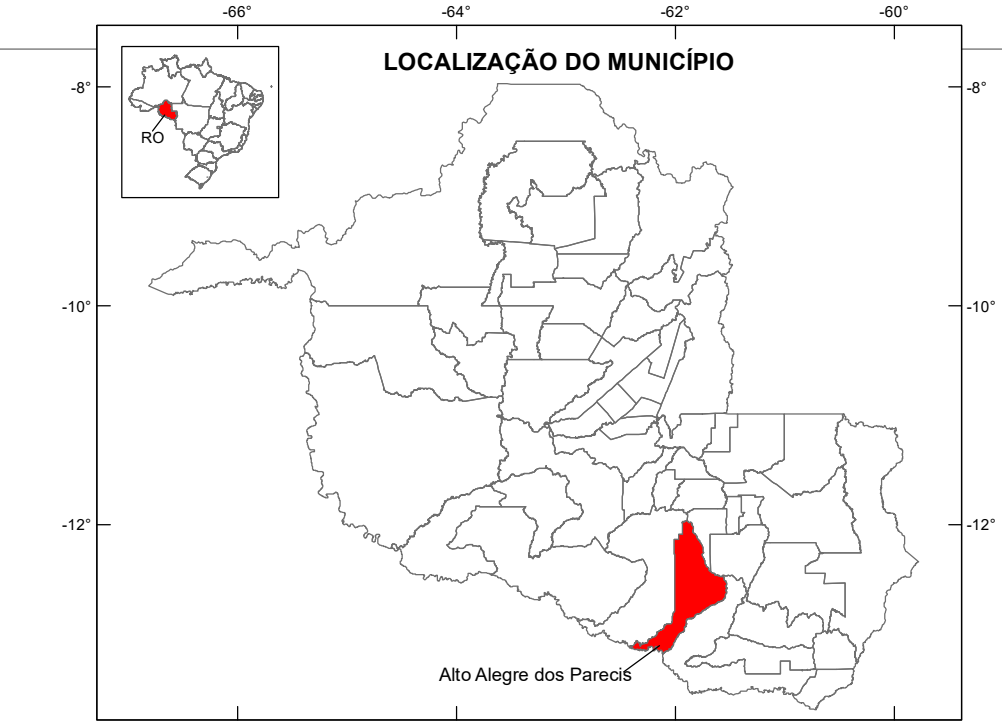 -66° -64° -62° -60°
LOCALIZAÇÃO DO MUNICÍPIO
-8° -8°
RO
-10° -10°
-12° -12°
Alto Alegre dos Parecis